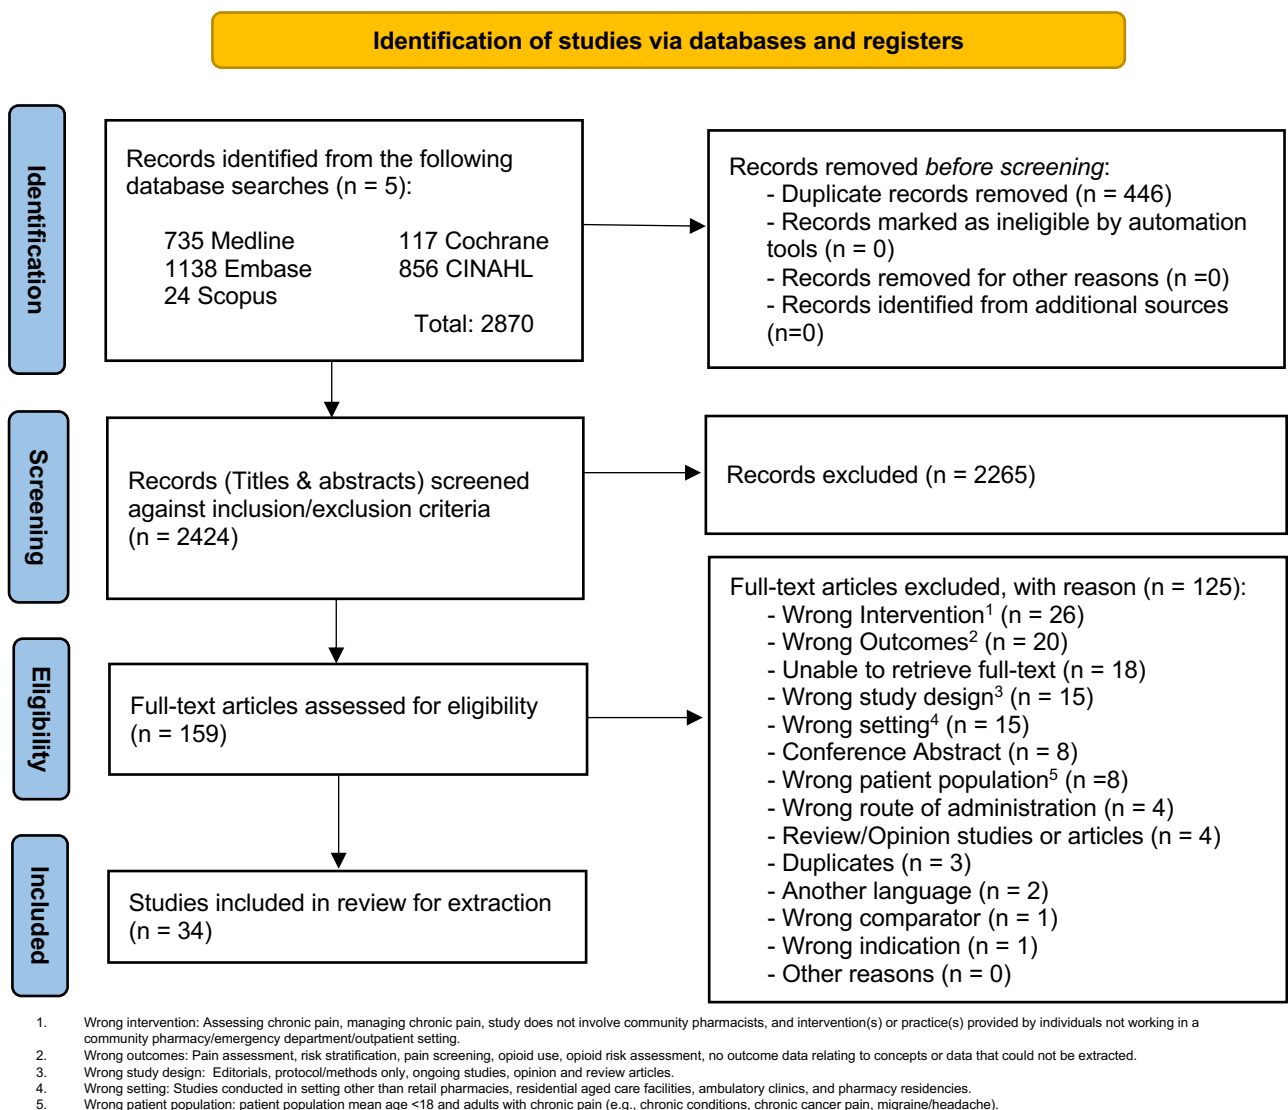 Identification of studies via databases and registers
Identification
Records identified from the following
database searches (n = 5):
735 Medline
117 Cochrane
1138 Embase
856 CINAHL
24 Scopus
Total: 2870
Records removed before screening:
- Duplicate records removed (n = 446)
- Records marked as ineligible by automation
tools (n = 0)
- Records removed for other reasons (n =0)
- Records identified from additional sources
(n=0)
Screening
Records (Titles & abstracts) screened
against inclusion/exclusion criteria
(n = 2424)
Records excluded (n = 2265)
Eligibility
Full-text articles assessed for eligibility
(n = 159)
Full-text articles excluded, with reason (n = 125):
- Wrong Intervention¹ (n = 26)
- Wrong Outcomes² (n = 20)
- Unable to retrieve full-text (n = 18)
- Wrong study design³ (n = 15)
- Wrong setting⁴ (n = 15)
- Conference Abstract (n = 8)
- Wrong patient population⁵ (n =8)
- Wrong route of administration (n = 4)
- Review/Opinion studies or articles (n = 4)
- Duplicates (n = 3)
- Another language (n = 2)
- Wrong comparator (n = 1)
- Wrong indication (n = 1)
- Other reasons (n = 0)
Included
Studies included in review for extraction
(n = 34)
1. Wrong intervention: Assessing chronic pain, managing chronic pain, study does not involve community pharmacists, and intervention(s) or practice(s) provided by individuals not working in a
community pharmacy/emergency department/outpatient setting.
2. Wrong outcomes: Pain assessment, risk stratification, pain screening, opioid use, opioid risk assessment, no outcome data relating to concepts or data that could not be extracted.
3. Wrong study design: Editorials, protocol/methods only, ongoing studies, opinion and review articles.
4. Wrong setting: Studies conducted in setting other than retail pharmacies, residential aged care facilities, ambulatory clinics, and pharmacy residencies.
5. Wrong patient population: patient population mean age <18 and adults with chronic pain (e.g., chronic conditions, chronic cancer pain, migraine/headache).